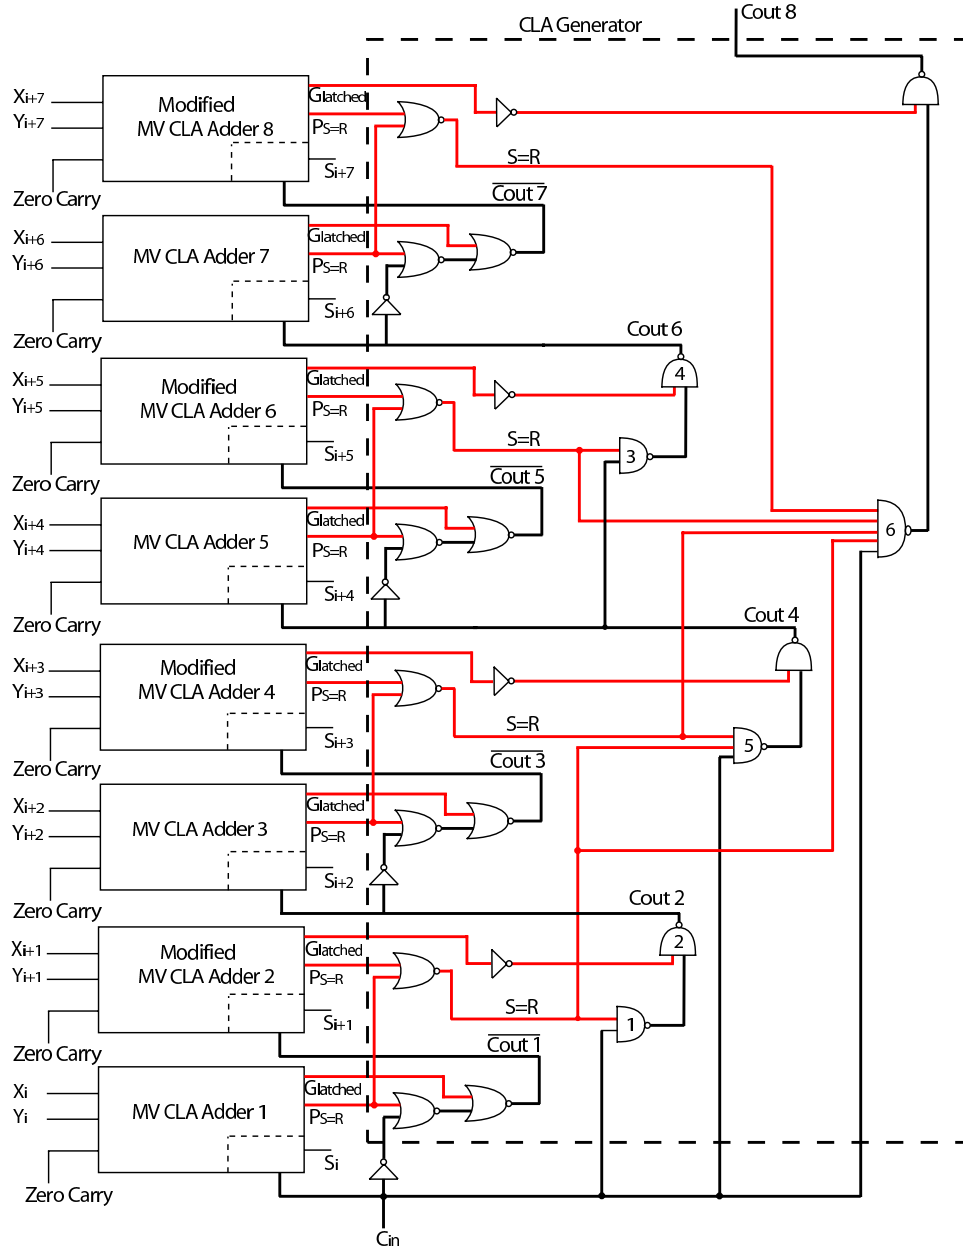 Cout 8
CLA Generator
Xi+7
Yi+7
Zero Carry
Modified
MV CLA Adder 8
Glatched
PS=R
Si+7
S=R
Cout 7
Xi+6
Yi+6
Zero Carry
MV CLA Adder 7
Glatched
PS=R
Si+6
Cout 6
Xi+5
Yi+5
Zero Carry
Modified
MV CLA Adder 6
Glatched
PS=R
Si+5
S=R
4
3
Cout 5
Xi+4
Yi+4
Zero Carry
MV CLA Adder 5
Glatched
PS=R
Si+4
6
Cout 4
Xi+3
Yi+3
Zero Carry
Modified
MV CLA Adder 4
Glatched
PS=R
Si+3
S=R
5
Cout 3
Xi+2
Yi+2
Zero Carry
MV CLA Adder 3
Glatched
PS=R
Si+2
Cout 2
Xi+1
Yi+1
Zero Carry
Modified
MV CLA Adder 2
Glatched
PS=R
Si+1
S=R
2
1
Cout 1
Xi
Yi
Zero Carry
MV CLA Adder 1
Glatched
PS=R
Si
Cin